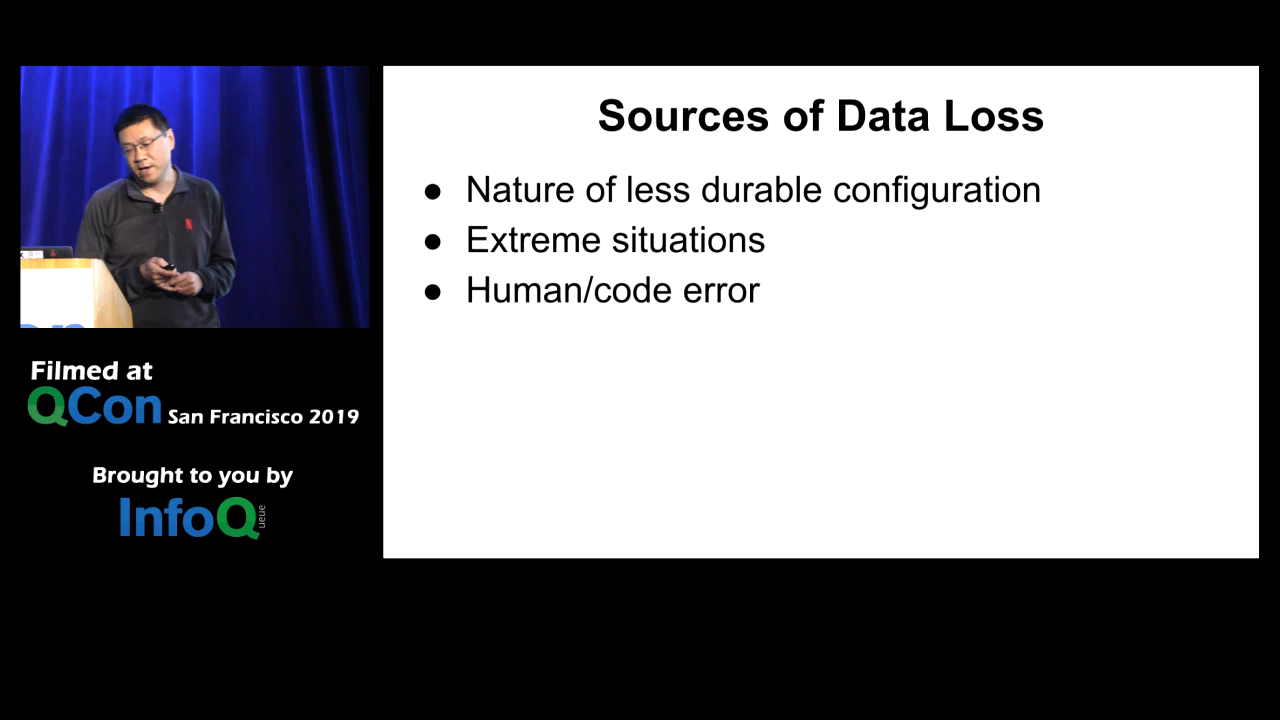 Sources of Data Loss
● Nature of less durable configuration
● Extreme situations
● Human/code error
Filmed at
QCon San Francisco 2019
Brought to you by
InfoQ
ueue